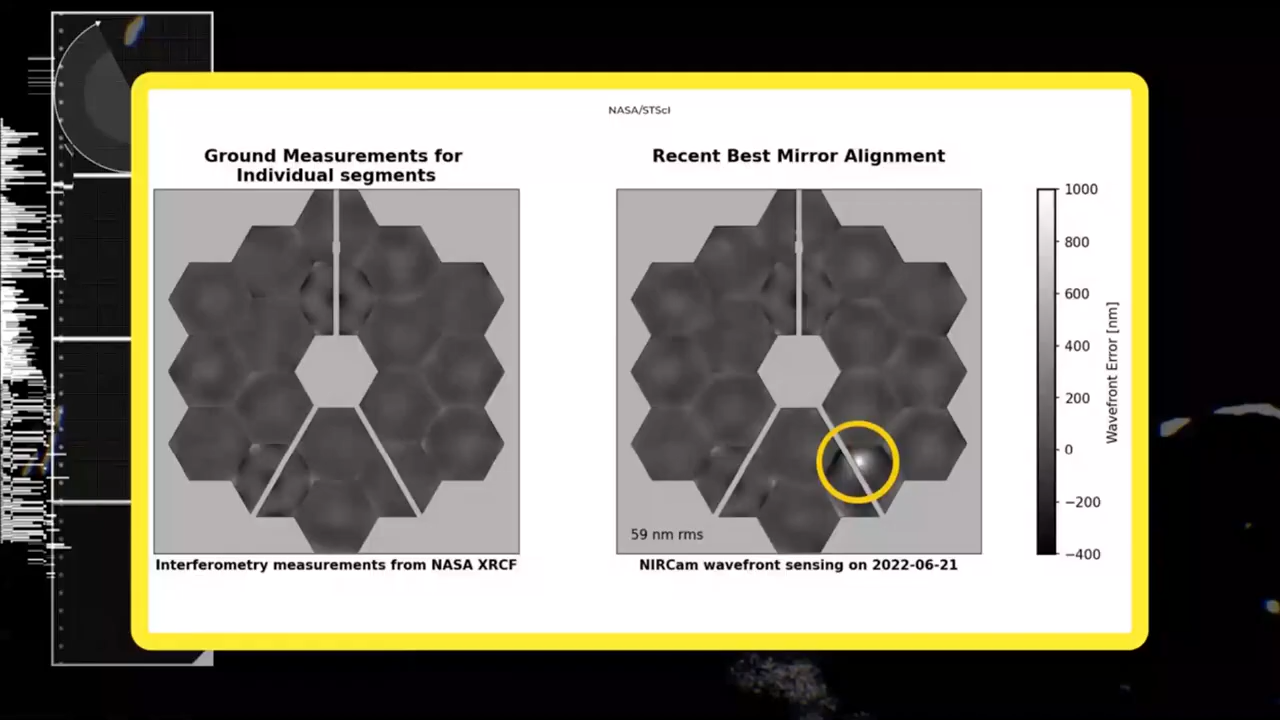 NASA/STScI
Ground Measurements for
Individual segments
Recent Best Mirror Alignment
1000
800
600
400
200
0
−200
−400
Wavefront Error [nm]
59 nm rms
Interferometry measurements from NASA XRCF
NIRCam wavefront sensing on 2022-06-21